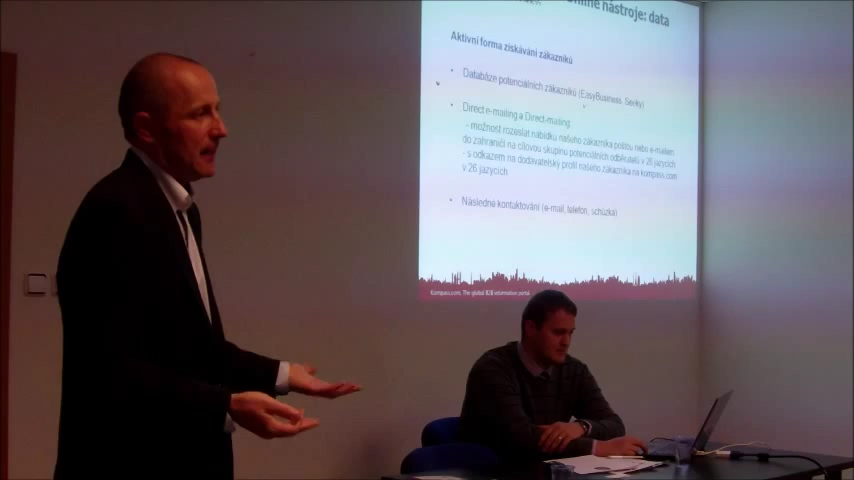 nástroje: data
Aktivní forma získávání zákazníků
• Databáze potenciálních zákazníků (EasyBusiness, Seeky)
• Direct e-mailing a Direct-mailing:
- možnost rozeslat nabídku našeho zákazníka poštou nebo e-mailem
do zahraničí na cílovou skupinu potenciálních odběratelů v 26 jazycích
- s odkazem na dodavatelský profil našeho zákazníka na kompass.com
v 26 jazycích
• Následné kontaktování (e-mail, telefon, schůzka)
Kompass.com, The global B2B information portal